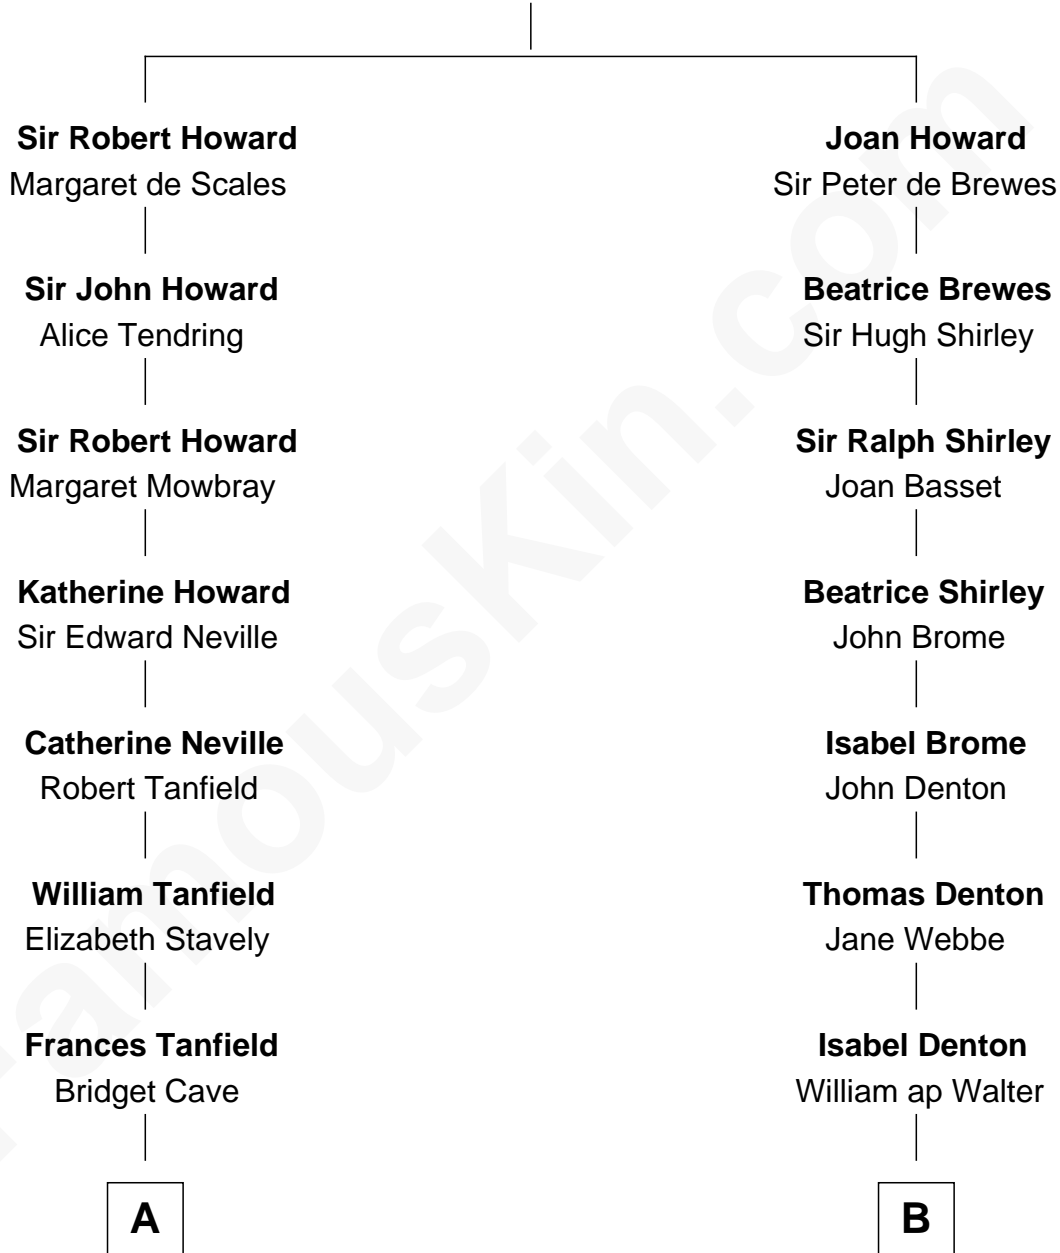 Sir Robert Howard
Margaret de Scales
Sir John Howard
Alice Tendring
Sir Robert Howard
Margaret Mowbray
Katherine Howard
Sir Edward Neville
Catherine Neville
Robert Tanfield
William Tanfield
Elizabeth Stavely
Frances Tanfield
Bridget Cave
A
Joan Howard
Sir Peter de Brewes
Beatrice Brewes
Sir Hugh Shirley
Sir Ralph Shirley
Joan Basset
Beatrice Shirley
John Brome
Isabel Brome
John Denton
Thomas Denton
Jane Webbe
Isabel Denton
William ap Walter
B
FamousKin.com